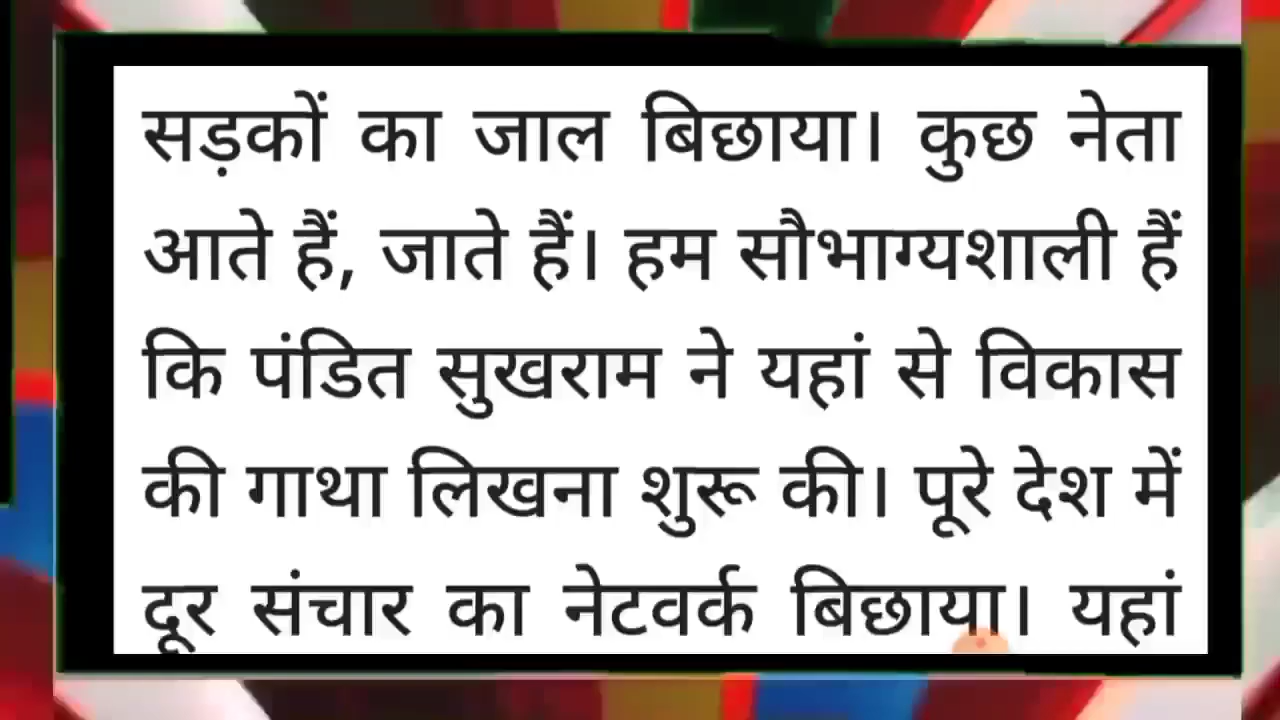 सड़कों का जाल बिछाया। कुछ नेता
आते हैं, जाते हैं। हम सौभाग्यशाली हैं
कि पंडित सुखराम ने यहां से विकास
की गाथा लिखना शुरू की। पूरे देश में
दूर संचार का नेटवर्क बिछाया। यहां